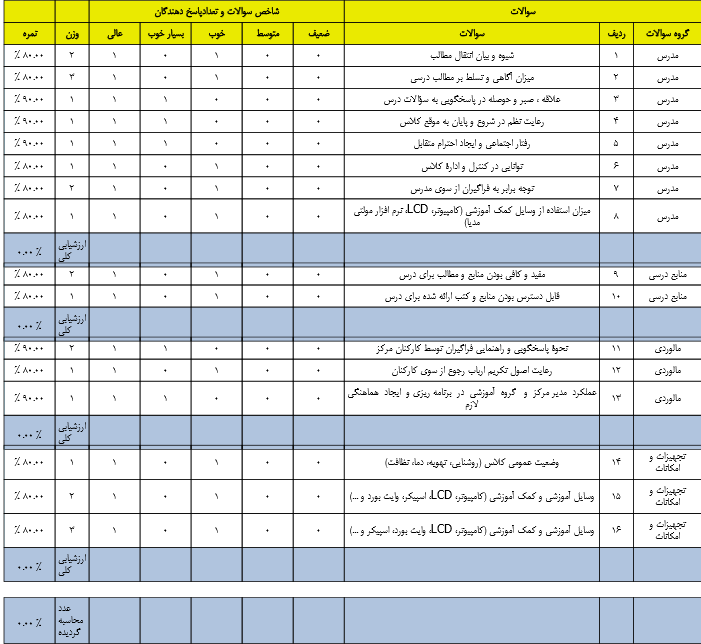 سوالات شاخص سوالات و تعدادپاسخ دهندگان
گروه سوالات ردیف سوالات ضعیف متوسط خوب بسیار خوب عالی وزن نمره
مدرس ۱ شیوه و بیان انتقال مطالب ۰ ۰ ۱ ۰ ۱ ۲ ۸۰.۰۰ ٪
مدرس ۲ میزان آگاهی و تسلط بر مطالب درسی ۰ ۰ ۱ ۰ ۱ ۳ ۸۰.۰۰ ٪
مدرس ۳ علاقه ، صبر و حوصله در پاسخگویی به سؤالات درس ۰ ۰ ۰ ۱ ۱ ۱ ۹۰.۰۰ ٪
مدرس ۴ رعایت نظم در شروع و پایان به موقع کلاس ۰ ۰ ۰ ۱ ۱ ۱ ۹۰.۰۰ ٪
مدرس ۵ رفتار اجتماعی و ایجاد احترام متقابل ۰ ۰ ۰ ۱ ۱ ۱ ۹۰.۰۰ ٪
مدرس ۶ توانایی در کنترل و ادارۀ کلاس ۰ ۰ ۱ ۰ ۱ ۱ ۸۰.۰۰ ٪
مدرس ۷ توجه برابر به فراگیران از سوی مدرس ۰ ۰ ۱ ۰ ۱ ۲ ۸۰.۰۰ ٪
مدرس ۸ میزان استفاده از وسایل کمک آموزشی (کامپیوتر، LCD، نرم افزار مولتی
مدیا) ۰ ۰ ۱ ۰ ۱ ۱ ۸۰.۰۰ ٪
ارزشیابی
کلی ۰.۰۰ ٪
منابع درسی ۹ مفید و کافی بودن منابع و مطالب برای درس ۰ ۰ ۱ ۰ ۱ ۲ ۸۰.۰۰ ٪
منابع درسی ۱۰ قابل دسترس بودن منابع و کتب ارائه شده برای درس ۰ ۰ ۱ ۰ ۱ ۱ ۸۰.۰۰ ٪
ارزشیابی
کلی ۰.۰۰ ٪
مالوردی ۱۱ نحوۀ پاسخگویی و راهنمایی فراگیران توسط کارکنان مرکز ۰ ۰ ۰ ۱ ۱ ۲ ۹۰.۰۰ ٪
مالوردی ۱۲ رعایت اصول تکریم ارباب رجوع از سوی کارکنان ۰ ۰ ۱ ۰ ۱ ۱ ۸۰.۰۰ ٪
مالوردی ۱۳ عملکرد مدیر مرکز و گروه آموزشی در برنامه ریزی و ایجاد هماهنگی
لازم ۰ ۰ ۰ ۱ ۱ ۱ ۹۰.۰۰ ٪
ارزشیابی
کلی ۰.۰۰ ٪
تجهیزات و
امکانات ۱۴ وضعیت عمومی کلاس (روشنایی، تهویه، دما، نظافت) ۰ ۰ ۱ ۰ ۱ ۱ ۸۰.۰۰ ٪
تجهیزات و
امکانات ۱۵ وسایل آموزشی و کمک آموزشی (کامپیوتر، LCD، اسپیکر، وایت بورد و ...) ۰ ۰ ۱ ۰ ۱ ۲ ۸۰.۰۰ ٪
تجهیزات و
امکانات ۱۶ وسایل آموزشی و کمک آموزشی (کامپیوتر، LCD، وایت بورد، اسپیکر و ...) ۰ ۰ ۱ ۰ ۱ ۳ ۸۰.۰۰ ٪
ارزشیابی
کلی ۰.۰۰ ٪
عدد
محاسبه
گردیده ۰.۰۰ ٪